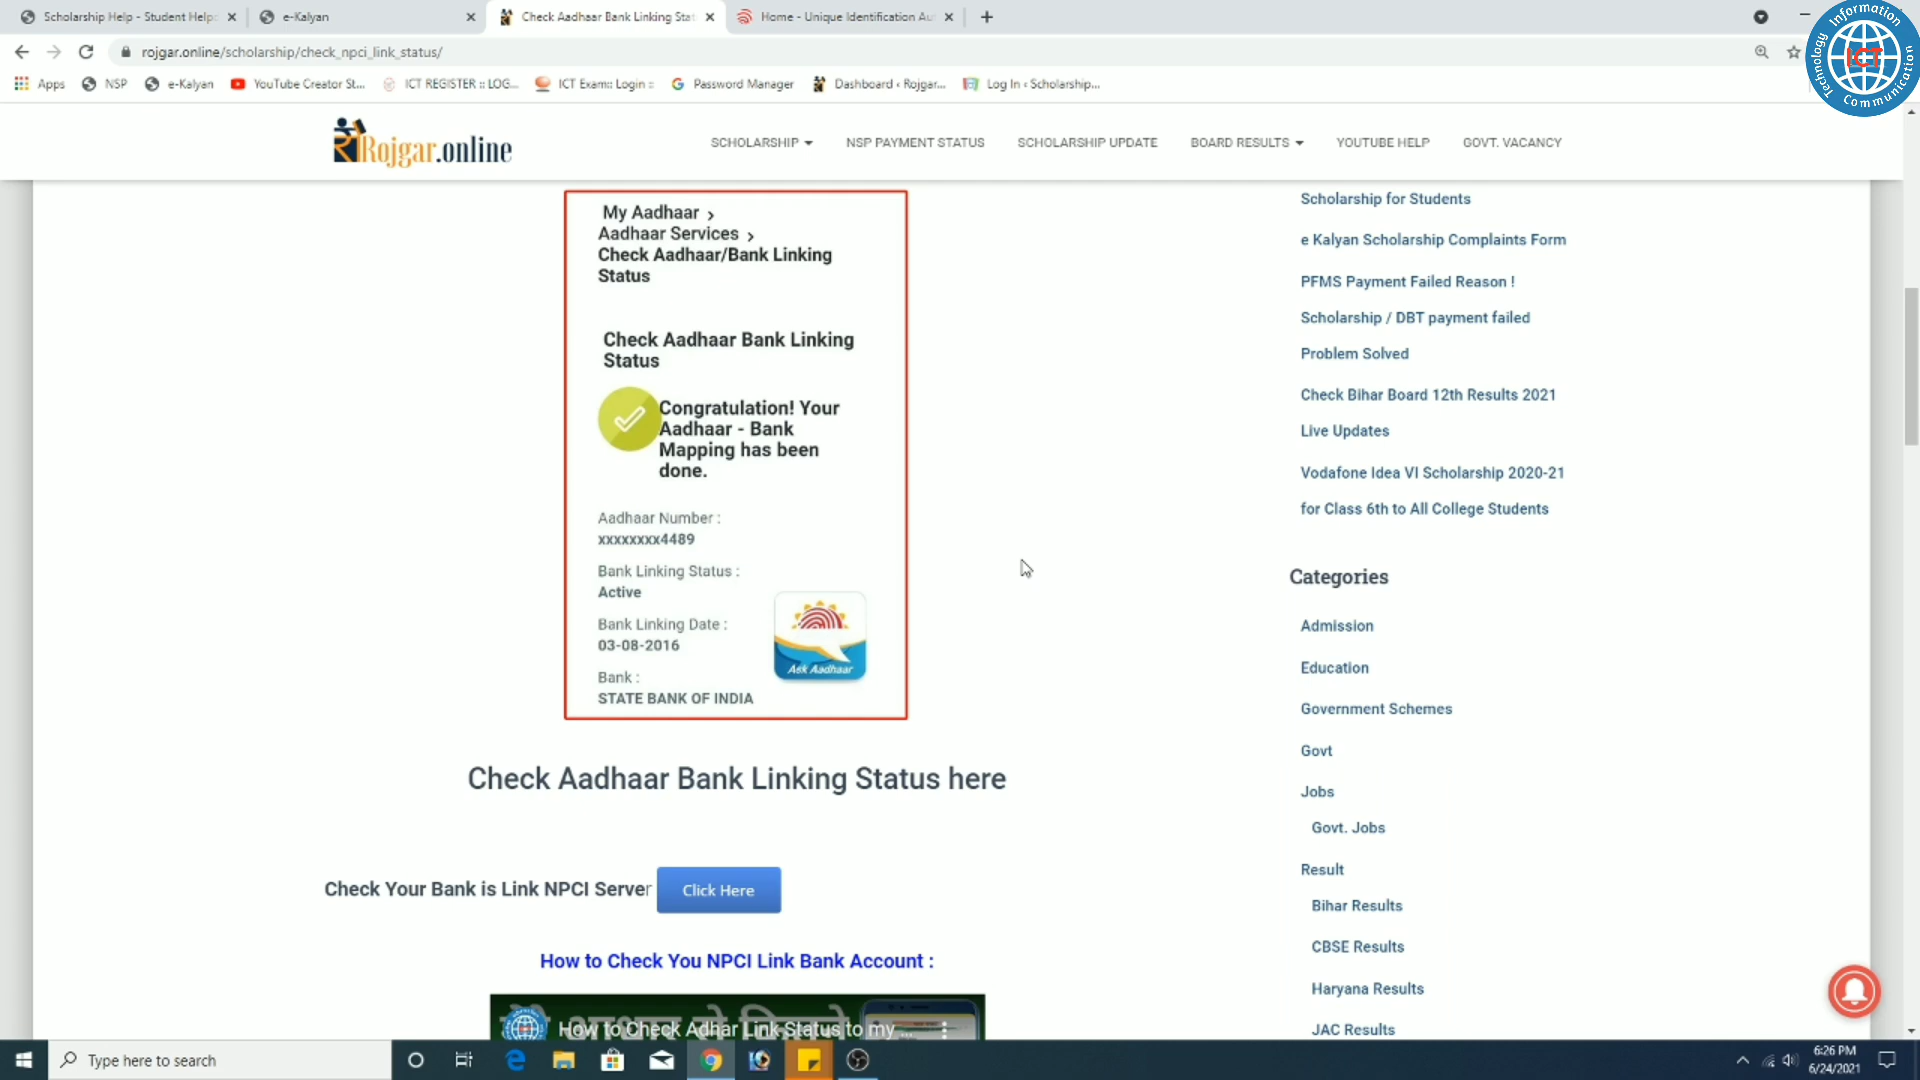 Scholarship Help - Student Help
e-Kalyan
Check Aadhaar Bank Linking Stat
Home - Unique Identification Aut
rojgar.online/scholarship/check_npci_link_status/
Apps
NSP
e-Kalyan
YouTube Creator St...
ICT REGISTER :: LOG...
ICT Exam:: Login ::
Password Manager
Dashboard ‹ Rojgar...
Log In ‹ Scholarship...
Information
Communication
Technology
ICT
Rojgar.online
SCHOLARSHIP
NSP PAYMENT STATUS
SCHOLARSHIP UPDATE
BOARD RESULTS
YOUTUBE HELP
GOVT. VACANCY
My Aadhaar >
Aadhaar Services >
Check Aadhaar/Bank Linking
Status
Check Aadhaar Bank Linking
Status
Congratulation! Your
Aadhaar - Bank
Mapping has been
done.
Aadhaar Number :
xxxxxxxx4489
Bank Linking Status :
Active
Bank Linking Date :
03-08-2016
Bank :
STATE BANK OF INDIA
Ask Aadhaar
Check Aadhaar Bank Linking Status here
Check Your Bank is Link NPCI Server
Click Here
How to Check You NPCI Link Bank Account :
How to Check Adhar Link Status to my ...
Scholarship for Students
e Kalyan Scholarship Complaints Form
PFMS Payment Failed Reason !
Scholarship / DBT payment failed
Problem Solved
Check Bihar Board 12th Results 2021
Live Updates
Vodafone Idea VI Scholarship 2020-21
for Class 6th to All College Students
Categories
Admission
Education
Government Schemes
Govt
Jobs
Govt. Jobs
Result
Bihar Results
CBSE Results
Haryana Results
JAC Results
Type here to search
6:26 PM
6/24/2021